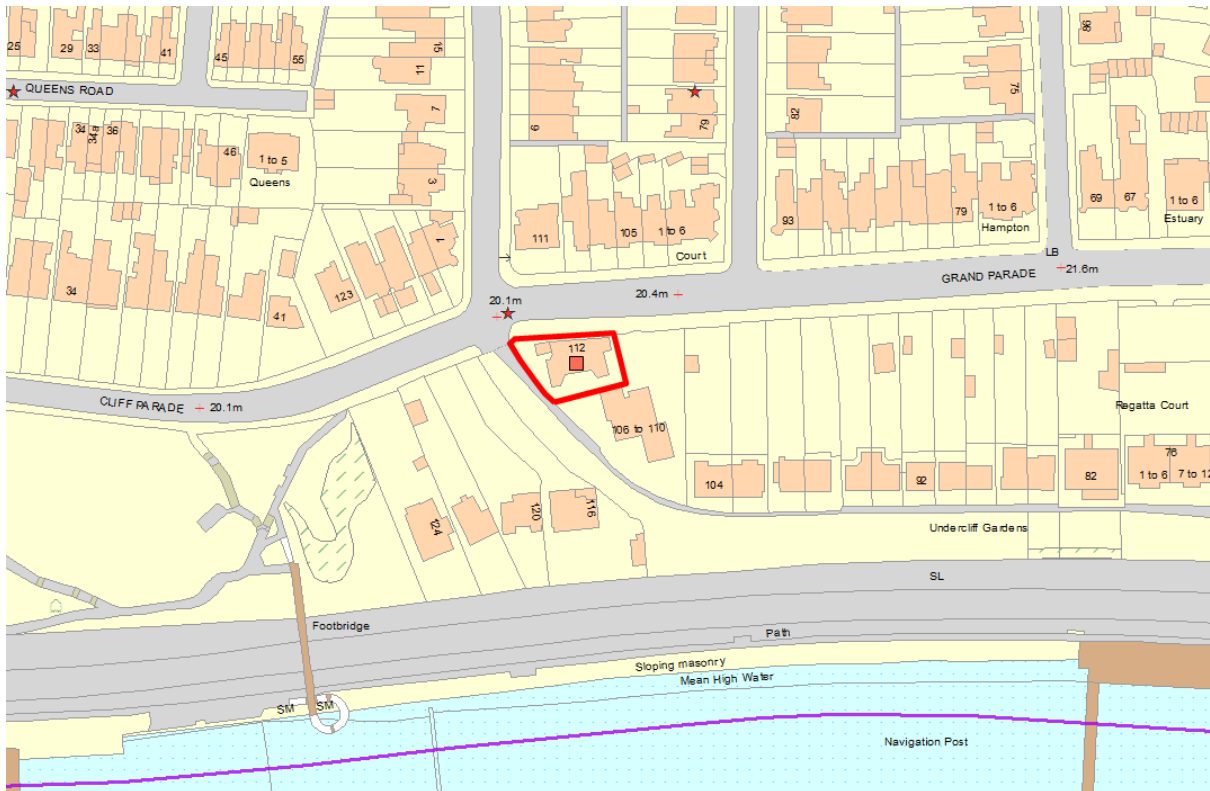 25
29
33
41
45
55
15
11
QUEENS ROAD
7
34
34a
36
46
1 to 5
Queens
3
1
9
79
82
75
86
111
105
1 to 6
Court
93
79
1 to 6
Hampton
69
67
1 to 6
Estuary
LB
21.6m
GRAND PARADE
20.4m
20.1m
34
41
123
112
CLIFF PARADE
20.1m
106 to 110
Regatta Court
76
1 to 6
7 to 12
82
92
104
124
120
116
Undercliff Gardens
SL
Footbridge
Path
Sloping masonry
Mean High Water
SM
SM
Navigation Post